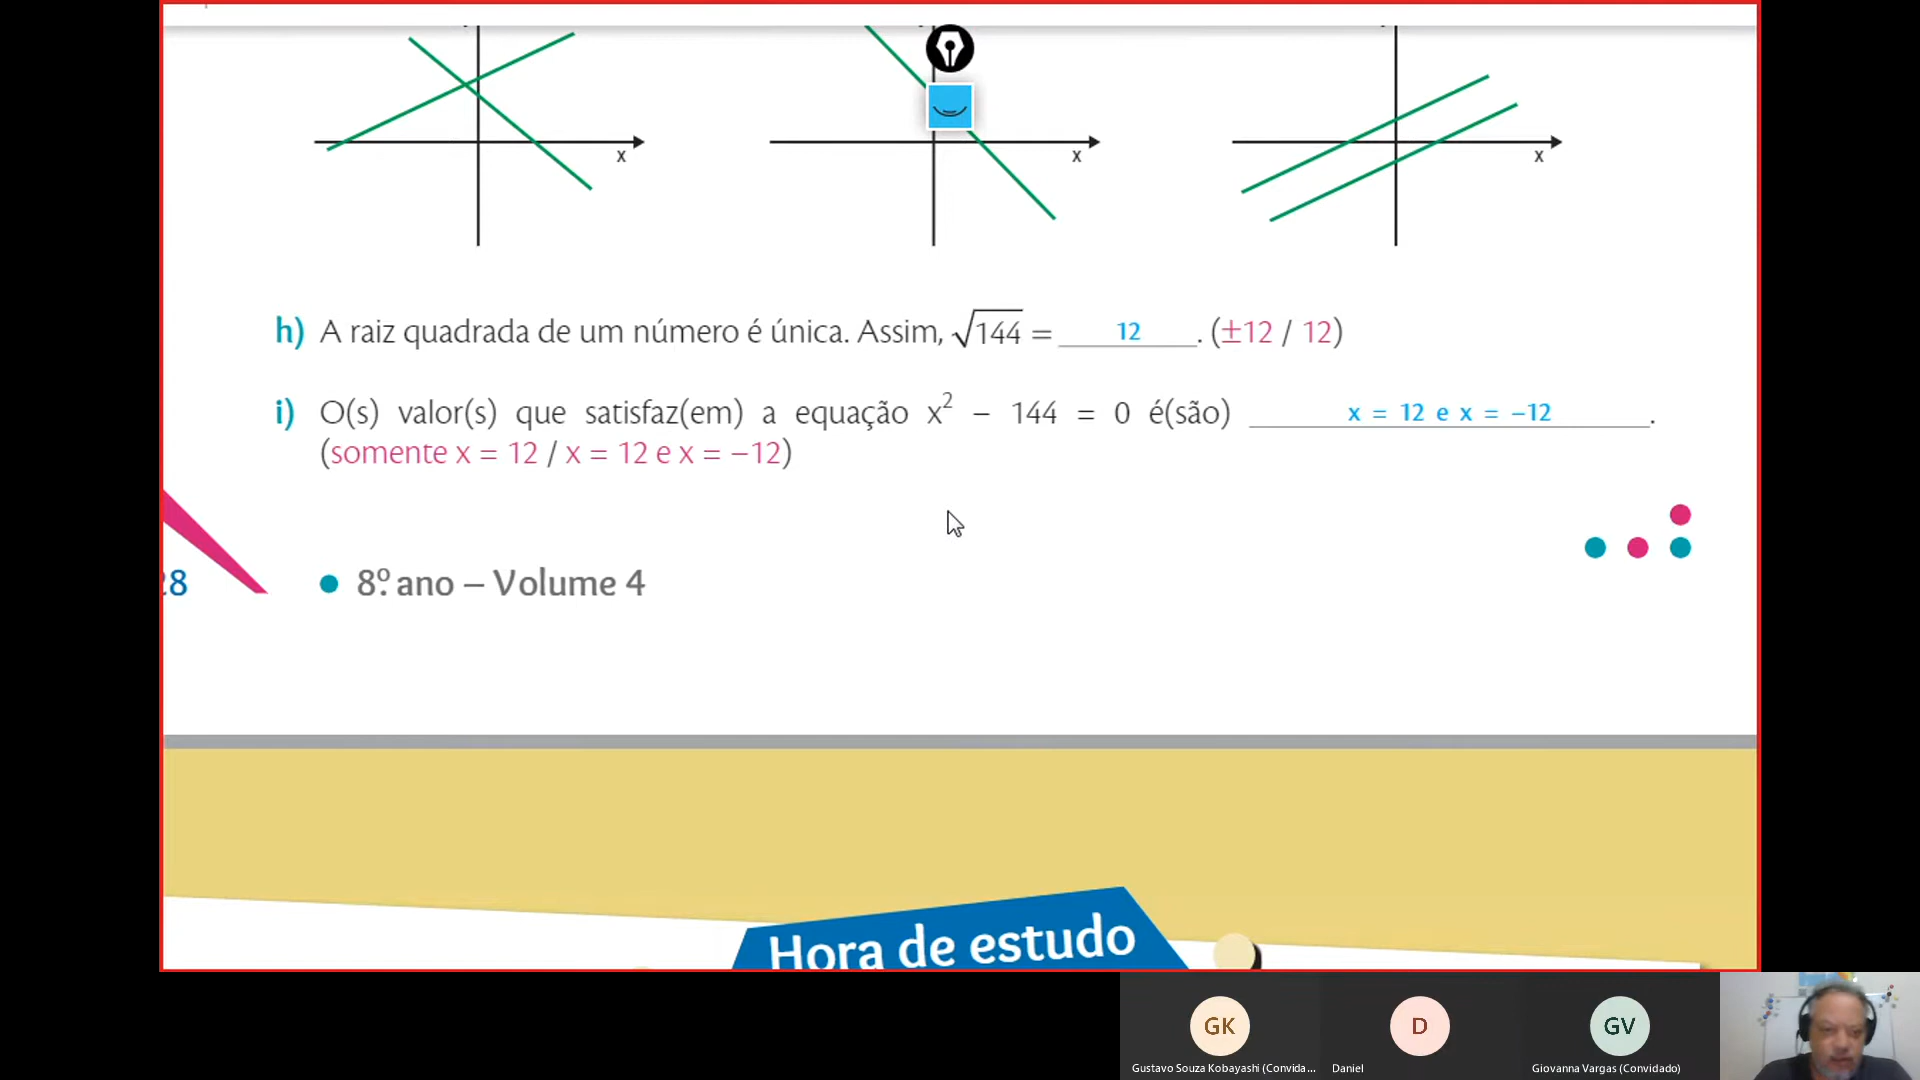 x x x
h) A raiz quadrada de um número é única. Assim, √144 = 12. (±12 / 12)
i) O(s) valor(s) que satisfaz(em) a equação x² − 144 = 0 é(são) x = 12 e x = −12.
(somente x = 12 / x = 12 e x = −12)
28 • 8º. ano – Volume 4
Hora de estudo
GK D GV
Gustavo Souza Kobayashi (Convida... Daniel Giovanna Vargas (Convidado)